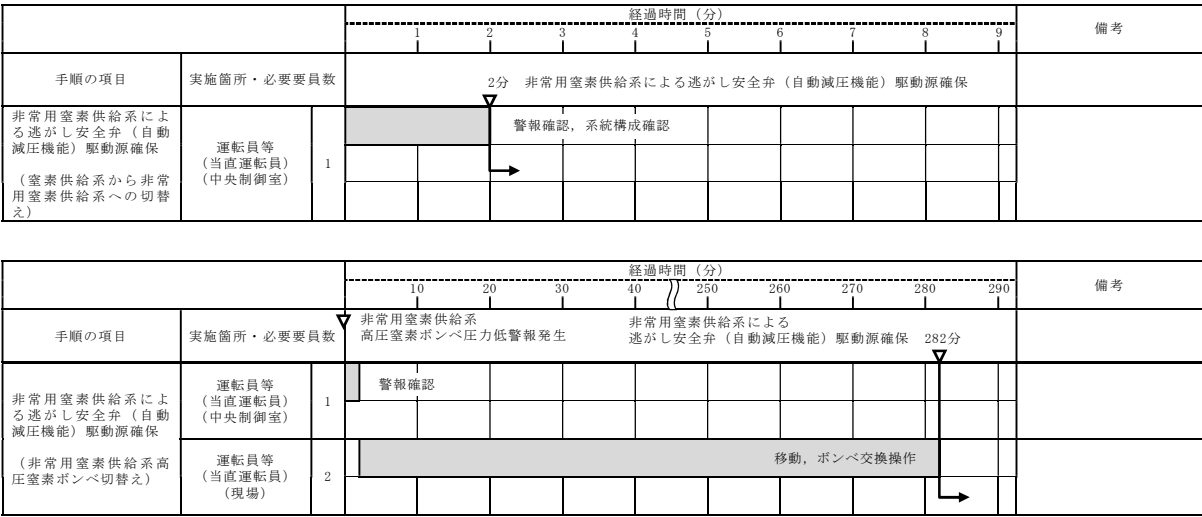 経過時間（分）
備考
1 2 3 4 5 6 7 8 9
手順の項目
実施箇所・必要要員数
2分 非常用窒素供給系による逃がし安全弁（自動減圧機能）駆動源確保
非常用窒素供給系によ
る逃がし安全弁（自動
減圧機能）駆動源確保
（窒素供給系から非常
用窒素供給系への切替
え）
運転員等
（当直運転員）
（中央制御室）
1
警報確認，系統構成確認
経過時間（分）
備考
10 20 30 40 250 260 270 280 290
手順の項目
実施箇所・必要要員数
非常用窒素供給系
高圧窒素ボンベ圧力低警報発生
非常用窒素供給系による
逃がし安全弁（自動減圧機能）駆動源確保 282分
非常用窒素供給系によ
る逃がし安全弁（自動
減圧機能）駆動源確保
（非常用窒素供給系高
圧窒素ボンベ切替え）
運転員等
（当直運転員）
（中央制御室）
1
警報確認
運転員等
（当直運転員）
（現場）
2
移動，ボンベ交換操作